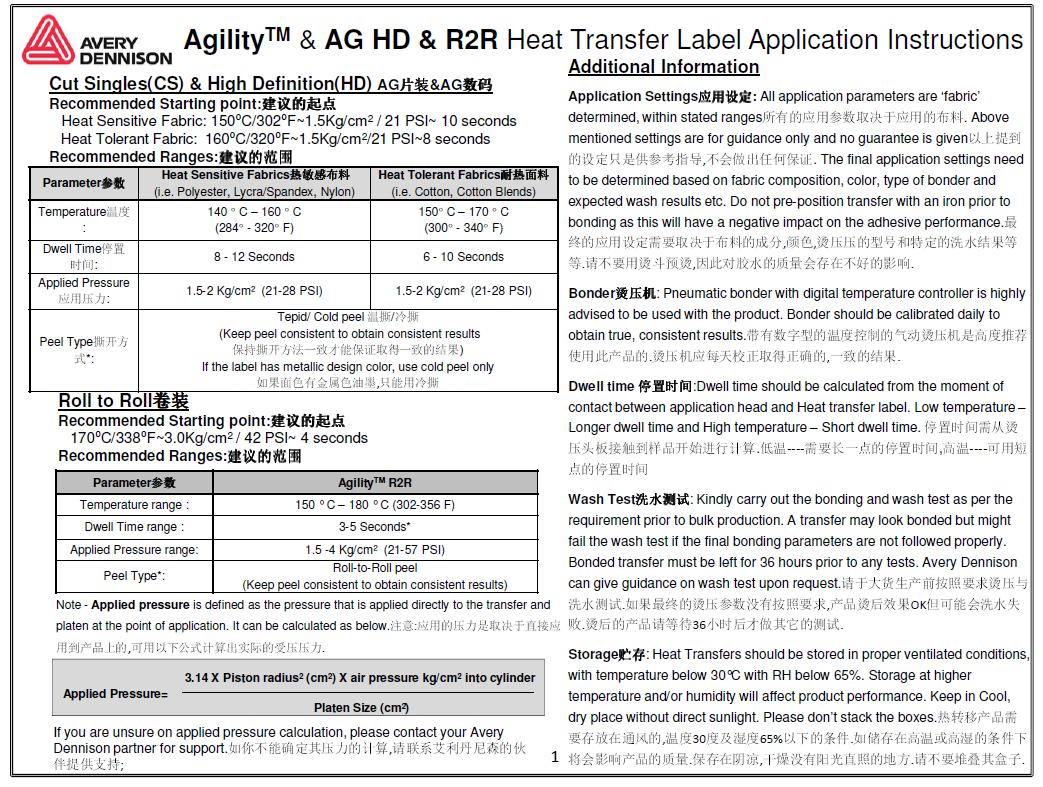 AVERY
DENNISON
Agility™ & AG HD & R2R Heat Transfer Label Application Instructions
Cut Singles(CS) & High Definition(HD) AG片装&AG数码
Recommended Starting point:建议的起点
Heat Sensitive Fabric: 150⁰C/302⁰F~1.5Kg/cm² / 21 PSI~ 10 seconds
Heat Tolerant Fabric:  160⁰C/320⁰F~1.5Kg/cm²/21 PSI~8 seconds
Recommended Ranges:建议的范围
Parameter参数
Heat Sensitive Fabrics热敏感布料
(i.e. Polyester, Lycra/Spandex, Nylon)
Heat Tolerant Fabrics耐热面料
(i.e. Cotton, Cotton Blends)
Temperature温度
:
140 ° C – 160 ° C
(284° - 320° F)
150° C – 170 ° C
(300° - 340° F)
Dwell Time停置
时间:
8 - 12 Seconds
6 - 10 Seconds
Applied Pressure
应用压力:
1.5-2 Kg/cm²  (21-28 PSI)
1.5-2 Kg/cm²  (21-28 PSI)
Peel Type撕开方
式*:
Tepid/ Cold peel 温撕/冷撕
(Keep peel consistent to obtain consistent results
保持撕开方法一致才能保证取得一致的结果)
If the label has metallic design color, use cold peel only
如果面色有金属色油墨,只能用冷撕
Roll to Roll卷装
Recommended Starting point:建议的起点
170⁰C/338⁰F~3.0Kg/cm² / 42 PSI~ 4 seconds
Recommended Ranges:建议的范围
Parameter参数
Agility™ R2R
Temperature range :
150 ⁰ C – 180 ⁰ C (302-356 F)
Dwell Time range :
3-5 Seconds*
Applied Pressure range:
1.5 -4 Kg/cm²  (21-57 PSI)
Peel Type*:
Roll-to-Roll peel
(Keep peel consistent to obtain consistent results)
Note - Applied pressure is defined as the pressure that is applied directly to the transfer and
platen at the point of application. It can be calculated as below.注意:应用的压力是取决于直接应
用到产品上的,可用以下公式计算出实际的受压压力.
Applied Pressure=
3.14 X Piston radius² (cm²) X air pressure kg/cm² into cylinder
Platen Size (cm²)
If you are unsure on applied pressure calculation, please contact your Avery
Dennison partner for support.如你不能确定其压力的计算,请联系艾利丹尼森的伙
伴提供支持;
1
Additional Information
Application Settings应用设定: All application parameters are ‘fabric’
determined, within stated ranges所有的应用参数取决于应用的布料. Above
mentioned settings are for guidance only and no guarantee is given以上提到
的设定只是供参考指导,不会做出任何保证. The final application settings need
to be determined based on fabric composition, color, type of bonder and
expected wash results etc. Do not pre-position transfer with an iron prior to
bonding as this will have a negative impact on the adhesive performance.最
终的应用设定需要取决于布料的成分,颜色,烫压压的型号和特定的洗水结果等
等.请不要用烫斗预烫,因此对胶水的质量会存在不好的影响.
Bonder烫压机: Pneumatic bonder with digital temperature controller is highly
advised to be used with the product. Bonder should be calibrated daily to
obtain true, consistent results.带有数字型的温度控制的气动烫压机是高度推荐
使用此产品的.烫压机应每天校正取得正确的,一致的结果.
Dwell time 停置时间:Dwell time should be calculated from the moment of
contact between application head and Heat transfer label. Low temperature –
Longer dwell time and High temperature – Short dwell time. 停置时间需从烫
压头板接触到样品开始进行计算.低温----需要长一点的停置时间,高温----可用短
点的停置时间
Wash Test洗水测试: Kindly carry out the bonding and wash test as per the
requirement prior to bulk production. A transfer may look bonded but might
fail the wash test if the final bonding parameters are not followed properly.
Bonded transfer must be left for 36 hours prior to any tests. Avery Dennison
can give guidance on wash test upon request.请于大货生产前按照要求烫压与
洗水测试.如果最终的烫压参数没有按照要求,产品烫后效果OK但可能会洗水失
败.烫后的产品请等待36小时后才做其它的测试.
Storage贮存: Heat Transfers should be stored in proper ventilated conditions,
with temperature below 30⁰C with RH below 65%. Storage at higher
temperature and/or humidity will affect product performance. Keep in Cool,
dry place without direct sunlight. Please don’t stack the boxes.热转移产品需
要存放在通风的,温度30度及湿度65%以下的条件.如储存在高温或高湿的条件下
将会影响产品的质量.保存在阴凉,干燥没有阳光直照的地方.请不要堆叠其盒子.